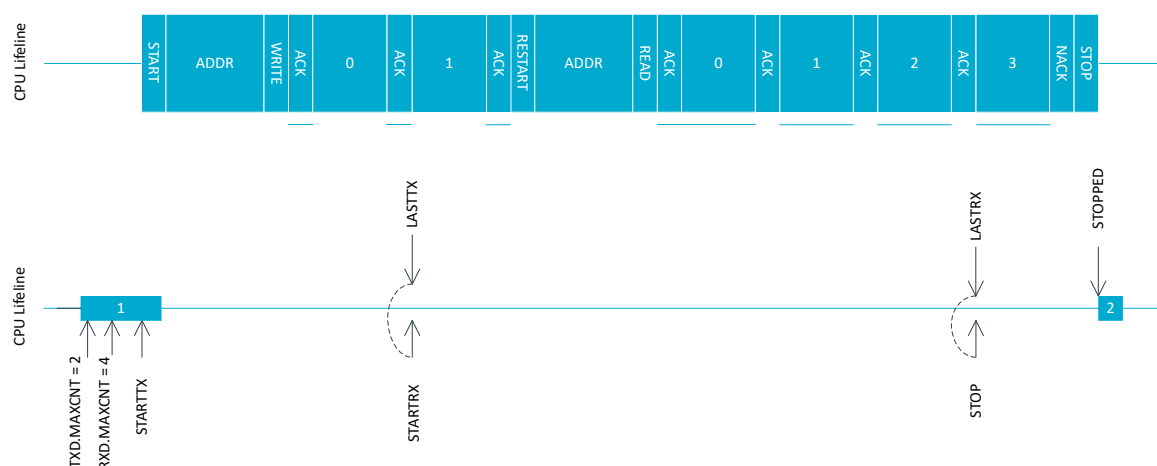 CPU Lifeline
START
ADDR
WRITE
ACK
0
ACK
1
ACK
RESTART
ADDR
READ
ACK
0
ACK
1
ACK
2
ACK
3
NACK
STOP
LASTTX
LASTRX
STOPPED
CPU Lifeline
1
2
TXD.MAXCNT = 2
RXD.MAXCNT = 4
STARTTX
STARTRX
STOP